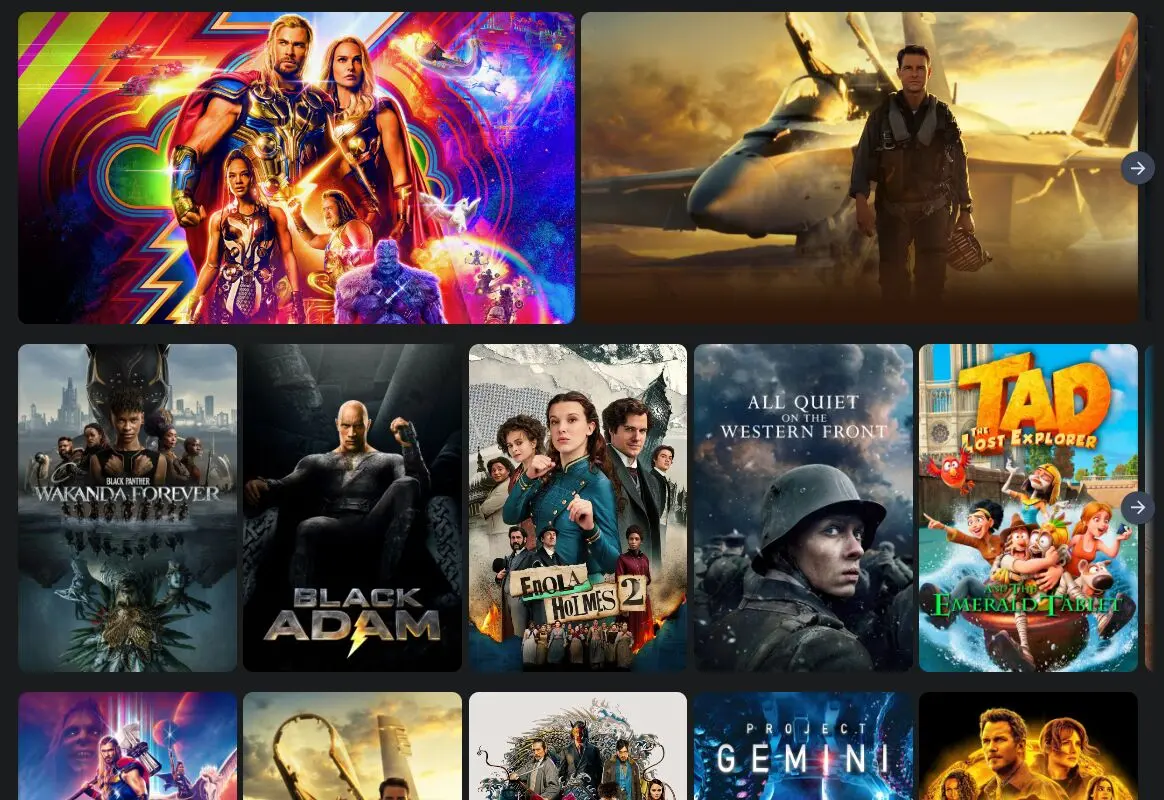 BLACK PANTHER
WAKANDA FOREVER
BLACK
ADAM
ENOLA
HOLMES 2
ALL QUIET
ON THE
WESTERN FRONT
TAD
THE
LOST EXPLORER
AND THE
EMERALD TABLET
PROJECT
GEMINI